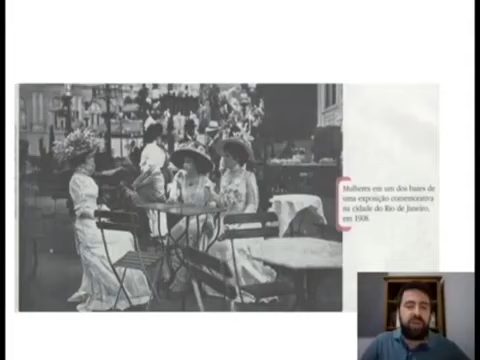 Mulheres em um dos bares de
uma exposição comemorativa
na cidade do Rio de Janeiro,
em 1908.